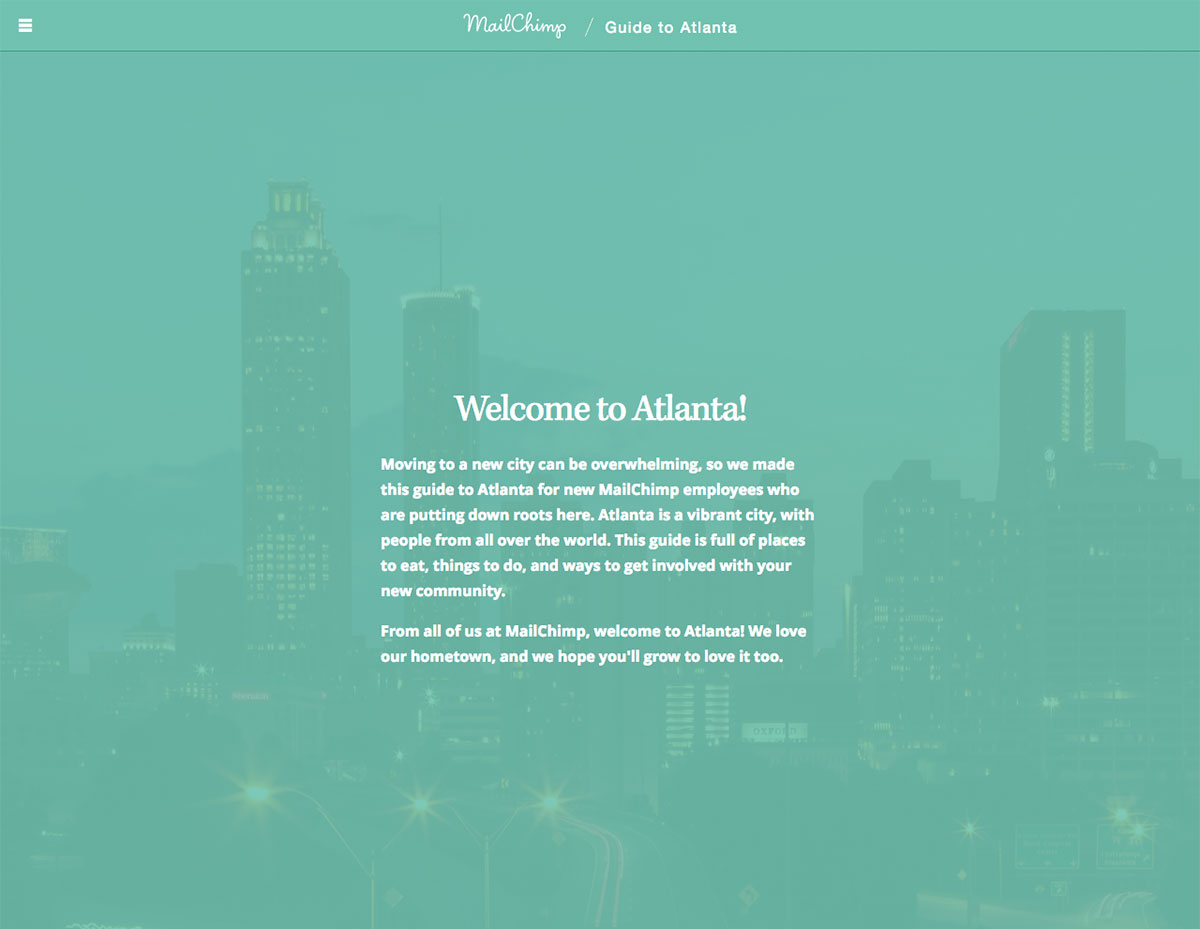 MailChimp / Guide to Atlanta
Welcome to Atlanta!
Moving to a new city can be overwhelming, so we made
this guide to Atlanta for new MailChimp employees who
are putting down roots here. Atlanta is a vibrant city, with
people from all over the world. This guide is full of places
to eat, things to do, and ways to get involved with your
new community.
From all of us at MailChimp, welcome to Atlanta! We love
our hometown, and we hope you'll grow to love it too.
Sheraton
OXFORD